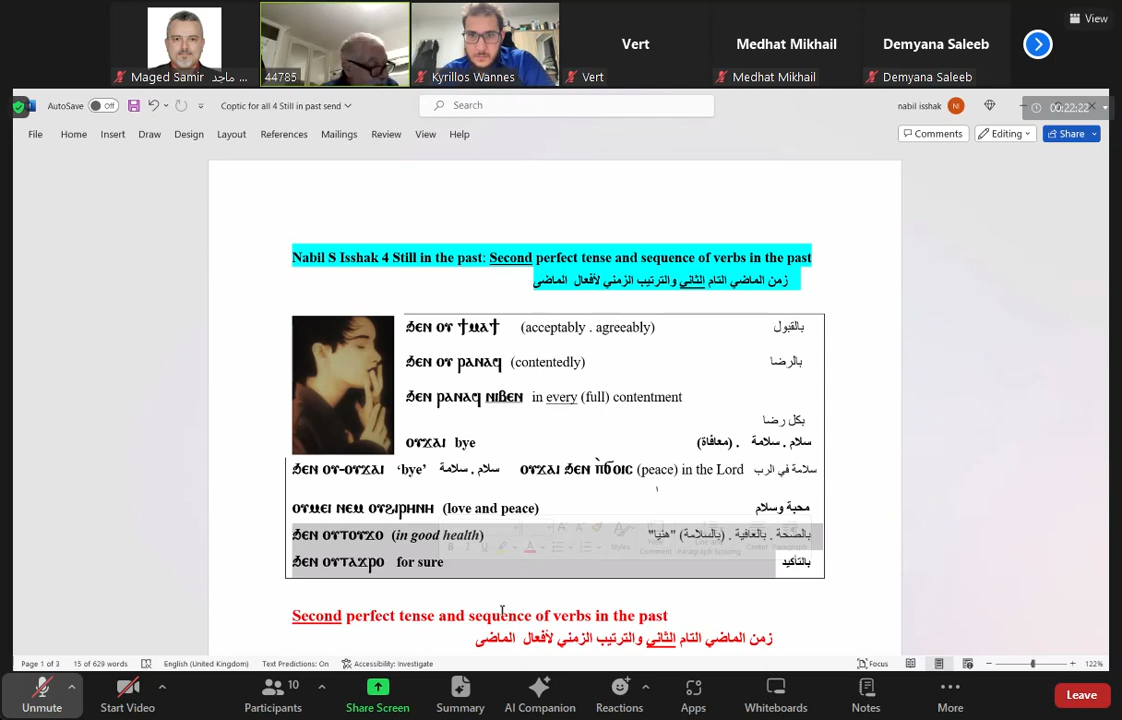 View
Maged Samir ماجد ...
44785
Kyrillos Wannes
Vert
Vert
Medhat Mikhail
Medhat Mikhail
Demyana Saleeb
Demyana Saleeb
AutoSave Off
Coptic for all 4 Still in past send
Search
nabil isshak NI
00:22:22
File Home Insert Draw Design Layout References Mailings Review View Help
Comments Editing Share
Nabil S Isshak 4 Still in the past: Second perfect tense and sequence of verbs in the past
زمن الماضي التام الثاني والترتيب الزمني لأفعال الماضى
ϧⲉⲛ ⲟⲩ ϯⲙⲁϯ (acceptably . agreeably) بالقبول
ϧⲉⲛ ⲟⲩ ⲣⲁⲛⲁϥ (contentedly) بالرضا
ϧⲉⲛ ⲣⲁⲛⲁϥ ⲛⲓⲃⲉⲛ in every (full) contentment
بكل رضا
ⲟⲩϫⲁⲓ bye سلام . سلامة . (معافاة)
ϧⲉⲛ ⲟⲩ-ⲟⲩϫⲁⲓ ‘bye’ سلام . سلامة ⲟⲩϫⲁⲓ ϧⲉⲛ ⲡ̀ϭⲟⲓⲥ (peace) in the Lord سلامة في الرب
ا
ⲟⲩⲙⲉⲓ ⲛⲉⲙ ⲟⲩϩⲓⲣⲏⲛⲏ (love and peace) محبة وسلام
ϧⲉⲛ ⲟⲩⲧⲟⲩϫⲟ (in good health) بالصحة . بالعافية . (بالسلامة) "هنيا"
ϧⲉⲛ ⲟⲩⲧⲁϫⲣⲟ for sure بالتأكيد
Second perfect tense and sequence of verbs in the past
زمن الماضي التام الثاني والترتيب الزمني لأفعال الماضى
Page 1 of 3 15 of 629 words English (United Kingdom) Text Predictions: On Accessibility: Investigate Focus 122%
Unmute Start Video Participants 10 Share Screen Summary AI Companion Reactions Apps Whiteboards Notes More Leave